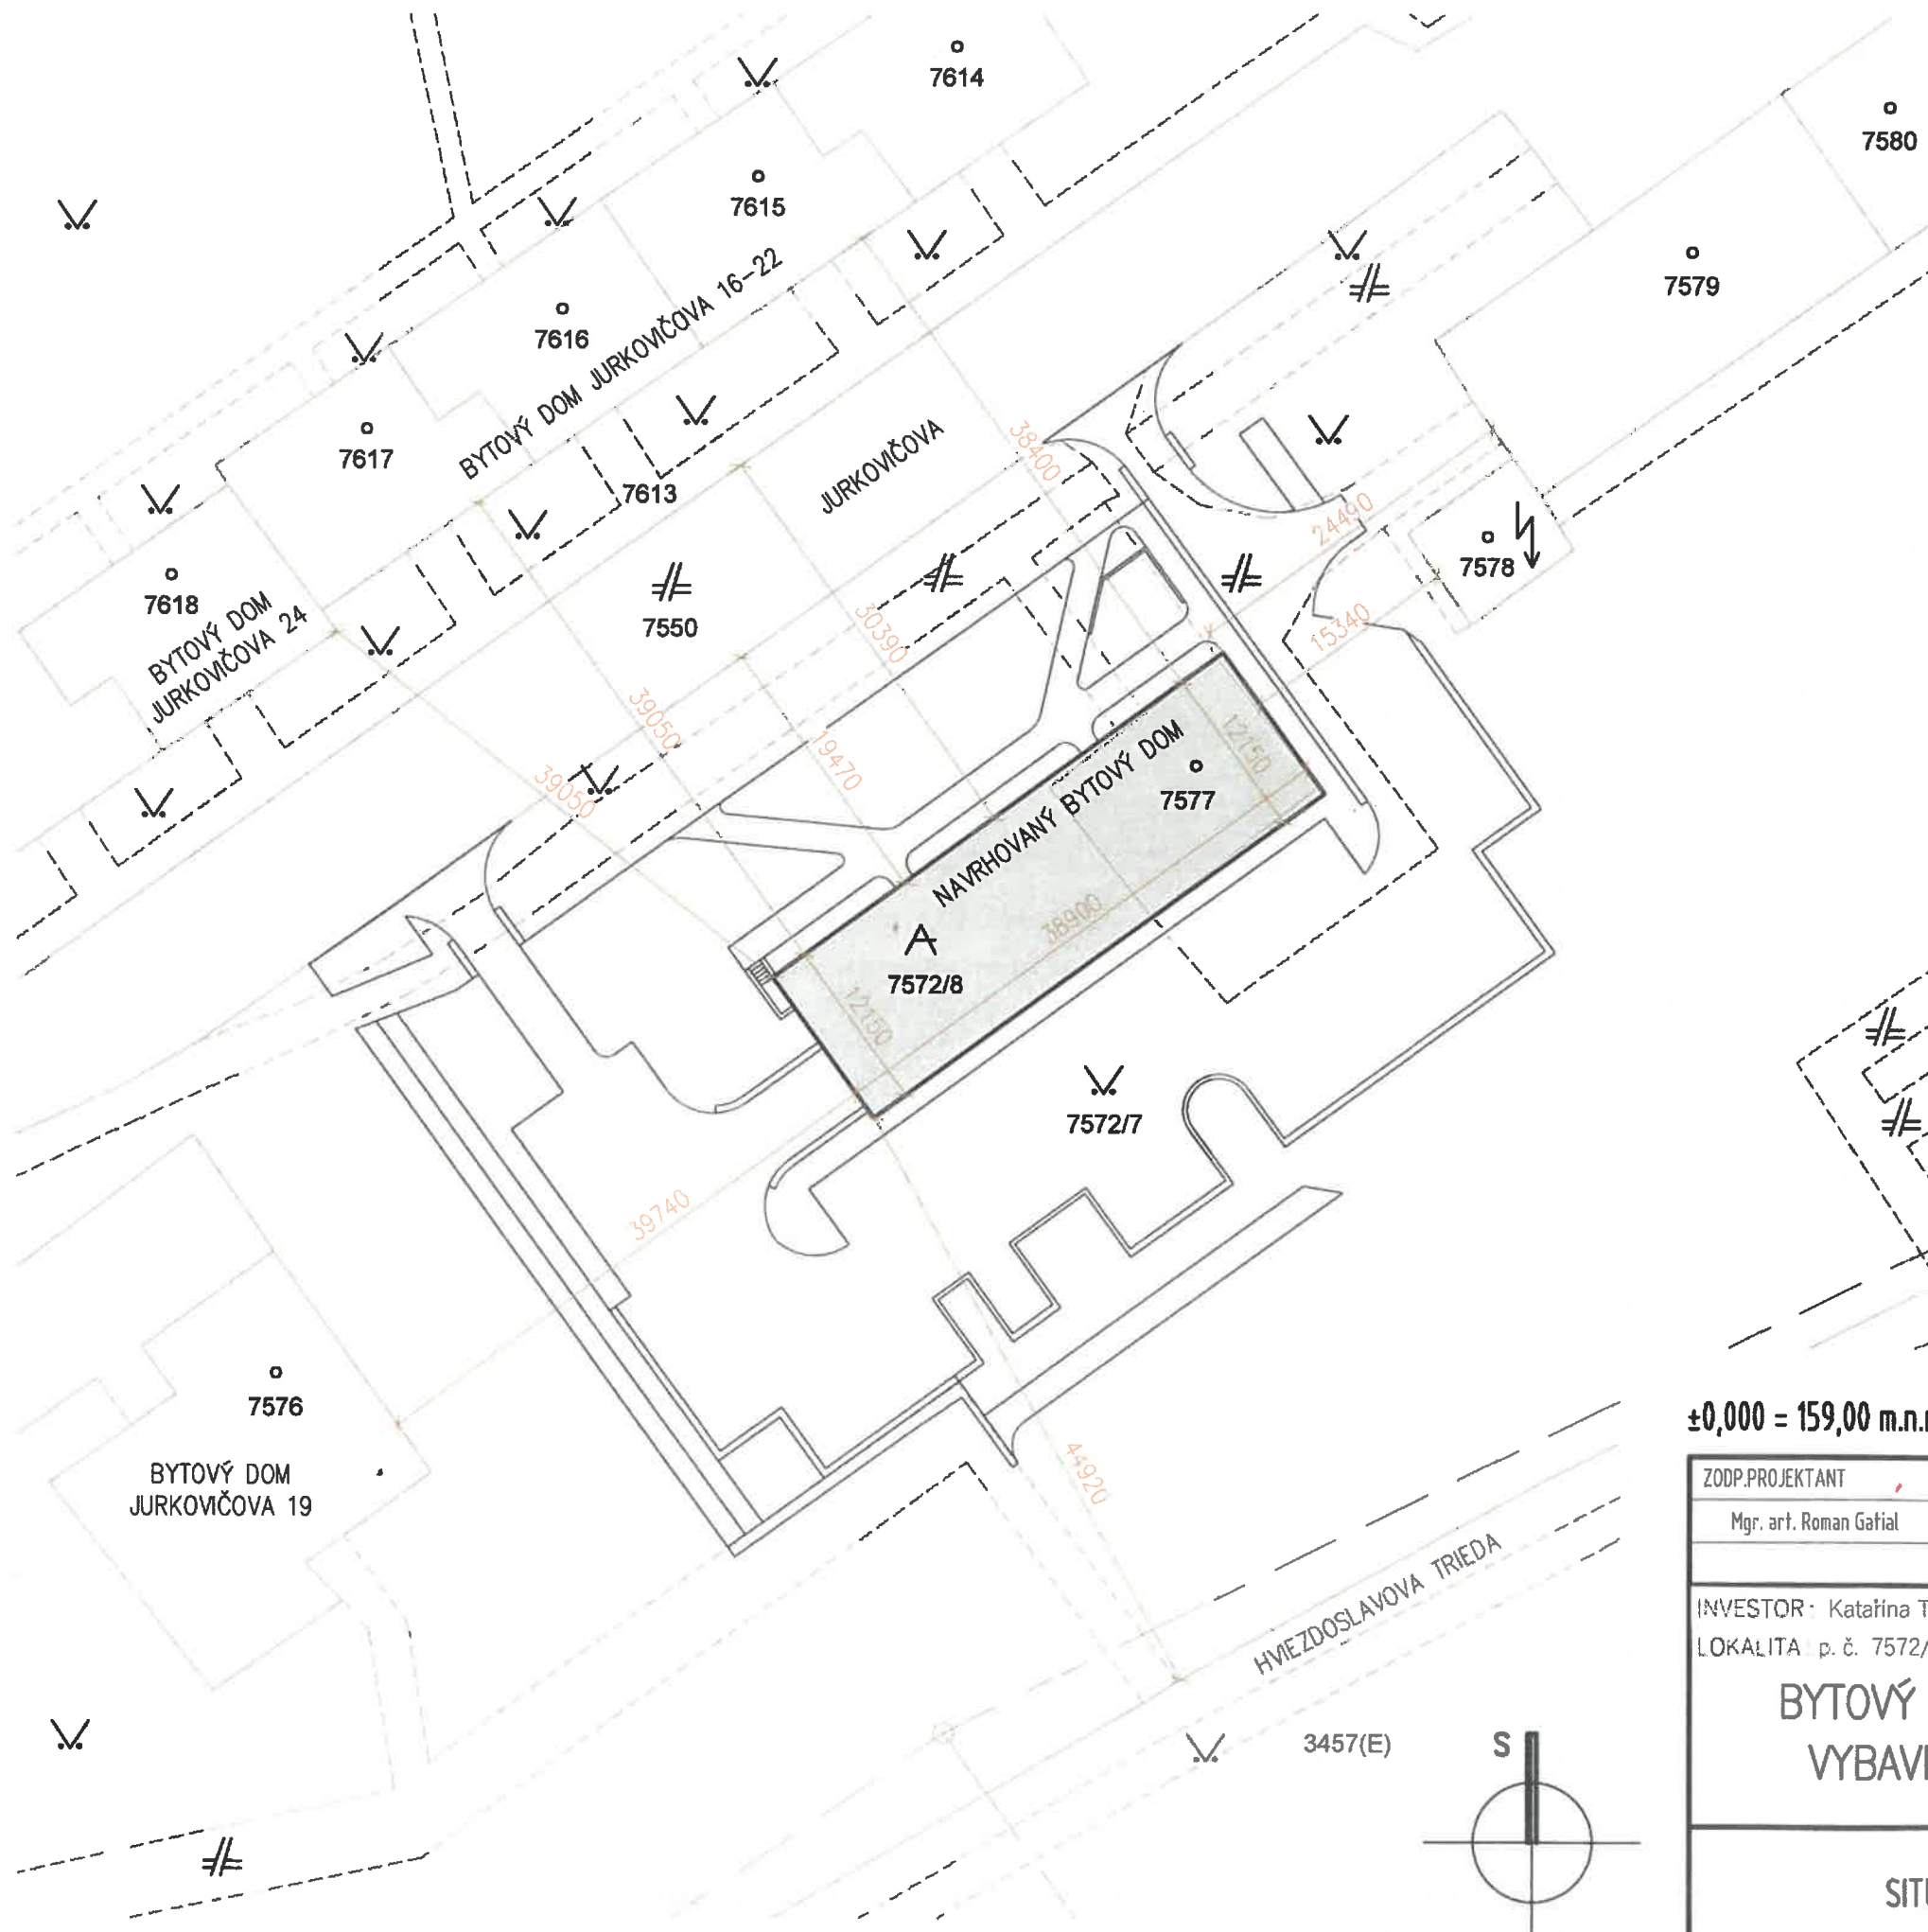 7614
7580
7615
7579
BYTOVÝ DOM JURKOVIČOVA 16-22
7616
7617
7613
JURKOVIČOVA
38400
24490
7578
7618
BYTOVÝ DOM
JURKOVIČOVA 24
7550
30390
15340
39050
19470
39050
12150
NAVRHOVANÝ BYTOVÝ DOM
7577
38900
A
7572/8
12150
7572/7
39740
7576
BYTOVÝ DOM
JURKOVIČOVA 19
44920
HVIEZDOSLAVOVA TRIEDA
3457(E)
S
±0,000 = 159,00 m.n.
ZODP.PROJEKTANT
Mgr. art. Roman Gatial
INVESTOR: Katarína T
LOKALITA p. č. 7572/
BYTOVÝ
VYBAVE
SITU